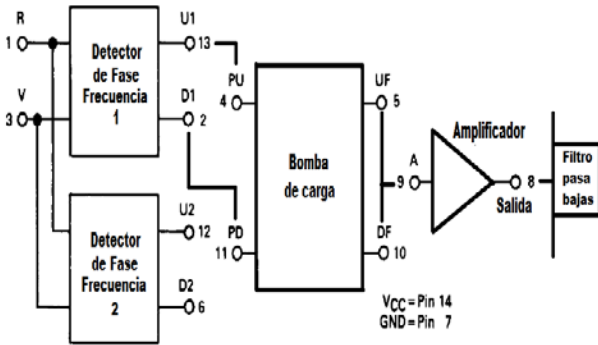 R
1
V
3
Detector
de Fase
Frecuencia
1
U1
13
D1
2
Detector
de Fase
Frecuencia
2
U2
12
D2
6
PU
4
PD
11
Bomba
de carga
UF
5
DF
10
A
9
Amplificador
8
Salida
Filtro
pasa
bajas
VCC=Pin 14
GND=Pin 7